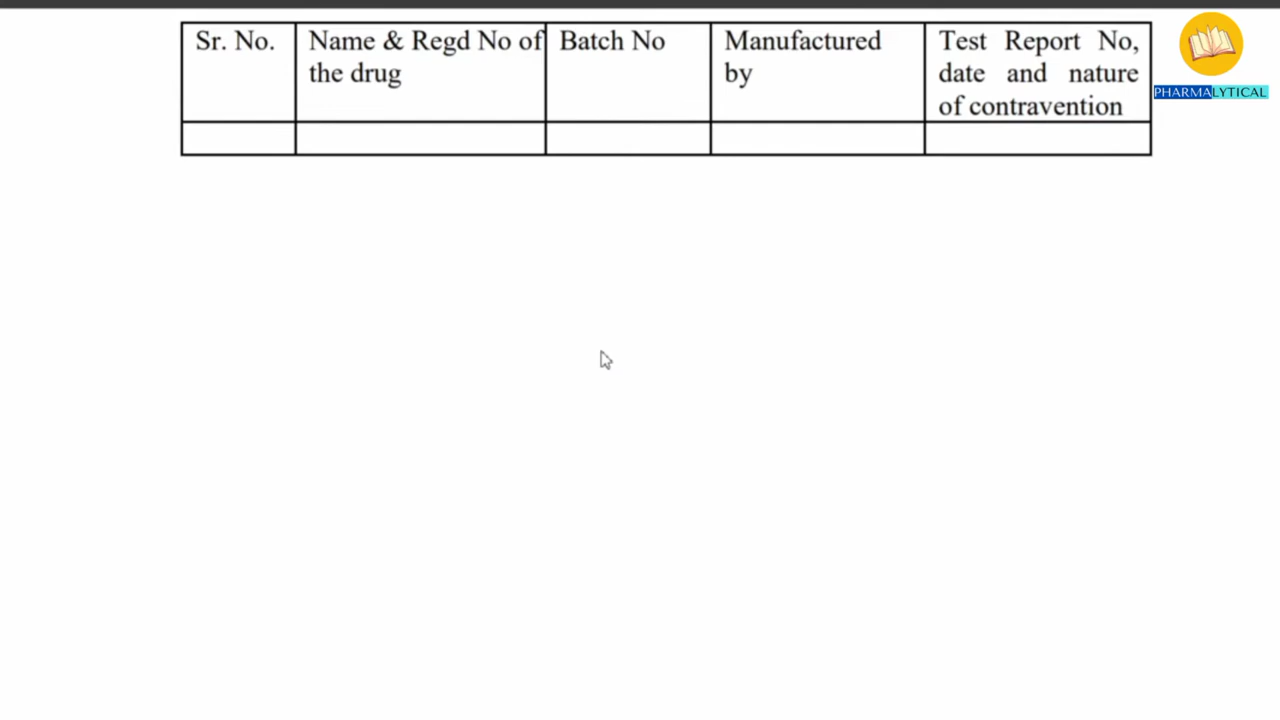 Sr. No.
Name & Regd No of
the drug
Batch No
Manufactured
by
Test Report No,
date and nature
of contravention
PHARMALYTICAL